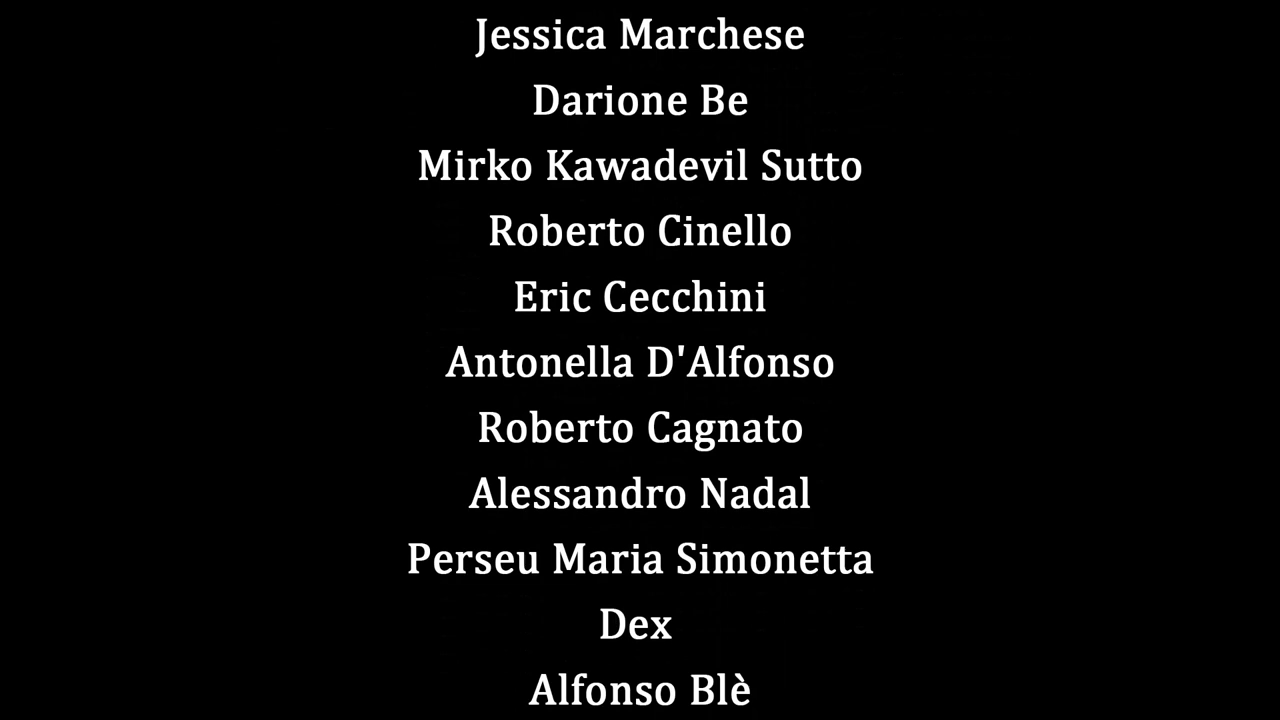 Jessica Marchese
Darione Be
Mirko Kawadevil Sutto
Roberto Cinello
Eric Cecchini
Antonella D'Alfonso
Roberto Cagnato
Alessandro Nadal
Perseu Maria Simonetta
Dex
Alfonso Blè